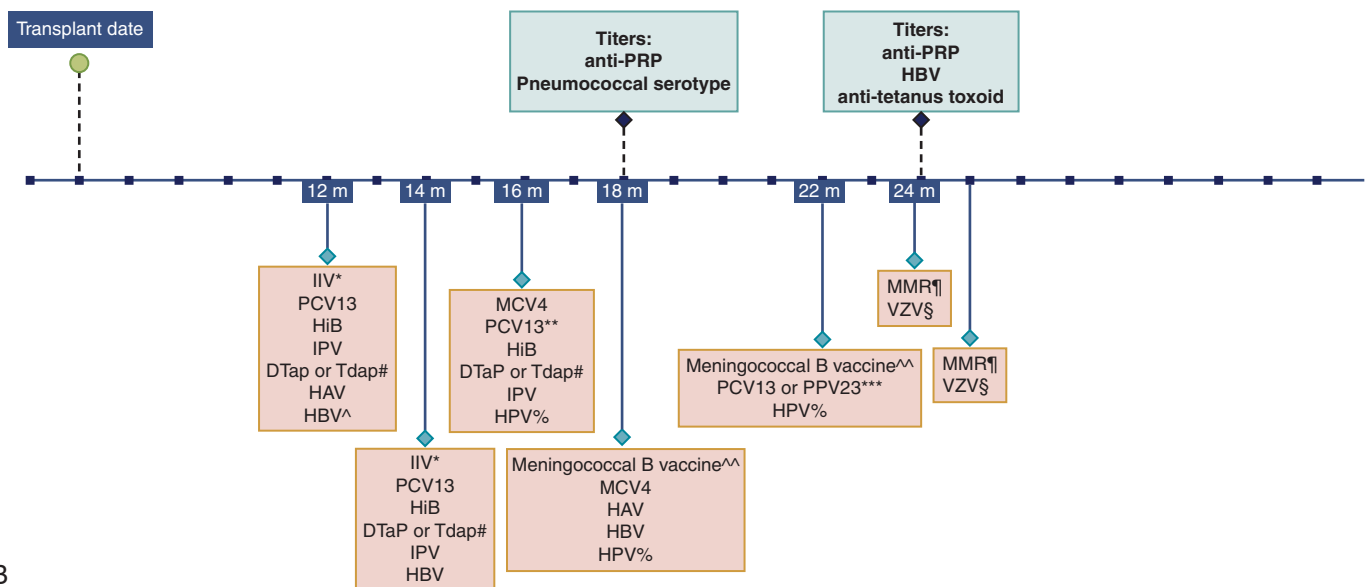 Transplant date
Titers:
anti-PRP
Pneumococcal serotype
Titers:
anti-PRP
HBV
anti-tetanus toxoid
12 m
14 m
16 m
18 m
22 m
24 m
IIV*
PCV13
HiB
IPV
DTap or Tdap#
HAV
HBV^
IIV*
PCV13
HiB
DTaP or Tdap#
IPV
HBV
MCV4
PCV13**
HiB
DTaP or Tdap#
IPV
HPV%
Meningococcal B vaccine^^
MCV4
HAV
HBV
HPV%
Meningococcal B vaccine^^
PCV13 or PPV23***
HPV%
MMR¶
VZV§
MMR¶
VZV§